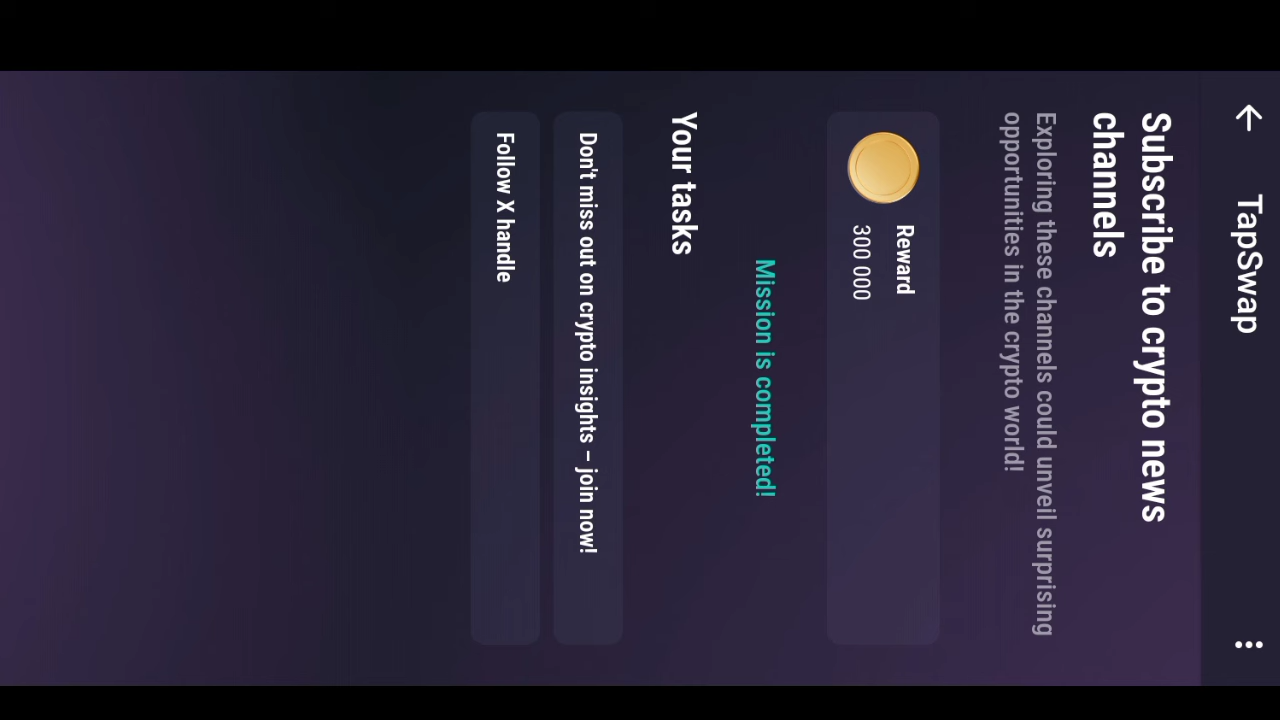 TapSwap
Subscribe to crypto news
channels
Exploring these channels could unveil surprising
opportunities in the crypto world!
Reward
300 000
Mission is completed!
Your tasks
Don't miss out on crypto insights – join now!
Follow X handle